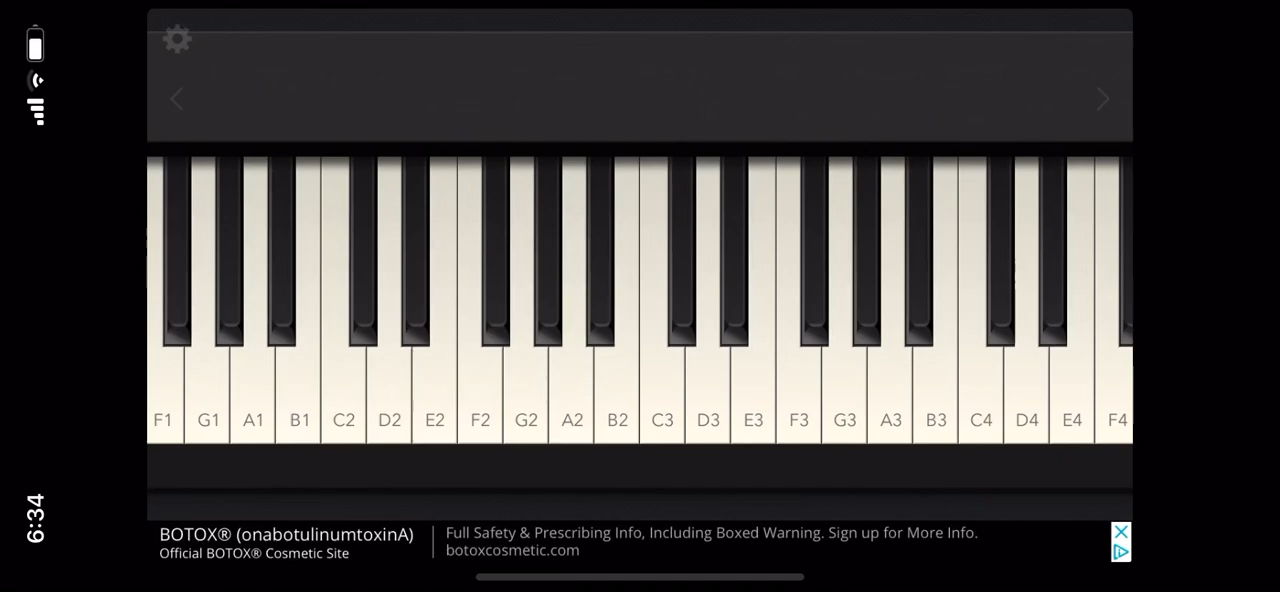 6:34
F1 G1 A1 B1 C2 D2 E2 F2 G2 A2 B2 C3 D3 E3 F3 G3 A3 B3 C4 D4 E4 F4
BOTOX® (onabotulinumtoxinA)
Official BOTOX® Cosmetic Site
Full Safety & Prescribing Info, Including Boxed Warning. Sign up for More Info.
botoxcosmetic.com